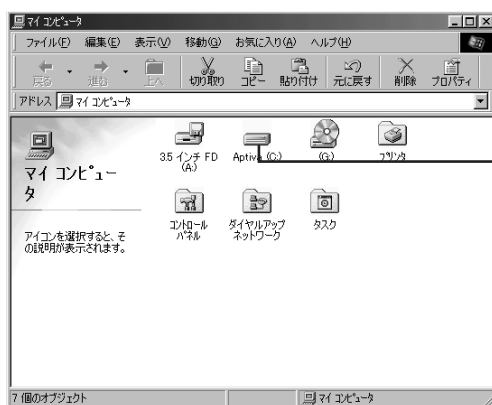 マイ コンピュータ
ファイル(F) 編集(E) 表示(V) 移動(G) お気に入り(A) ヘルプ(H)
戻る 進む 上へ 切り取り コピー 貼り付け 元に戻す 削除 プロパティ
アドレス マイ コンピュータ
マイ コンピュータ
アイコンを選択すると、そ
の説明が表示されます。
3.5 インチ FD
(A:)
Aptiva (C:)
(G:)
プリンタ
コントロール
パネル
ダイヤルアップ
ネットワーク
タスク
7 個のオブジェクト
マイ コンピュータ